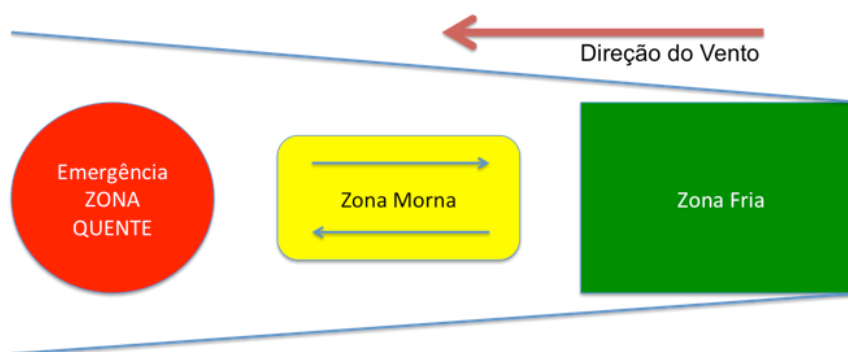 Direção do Vento
Emergência
ZONA
QUENTE
Zona Morna
Zona Fria